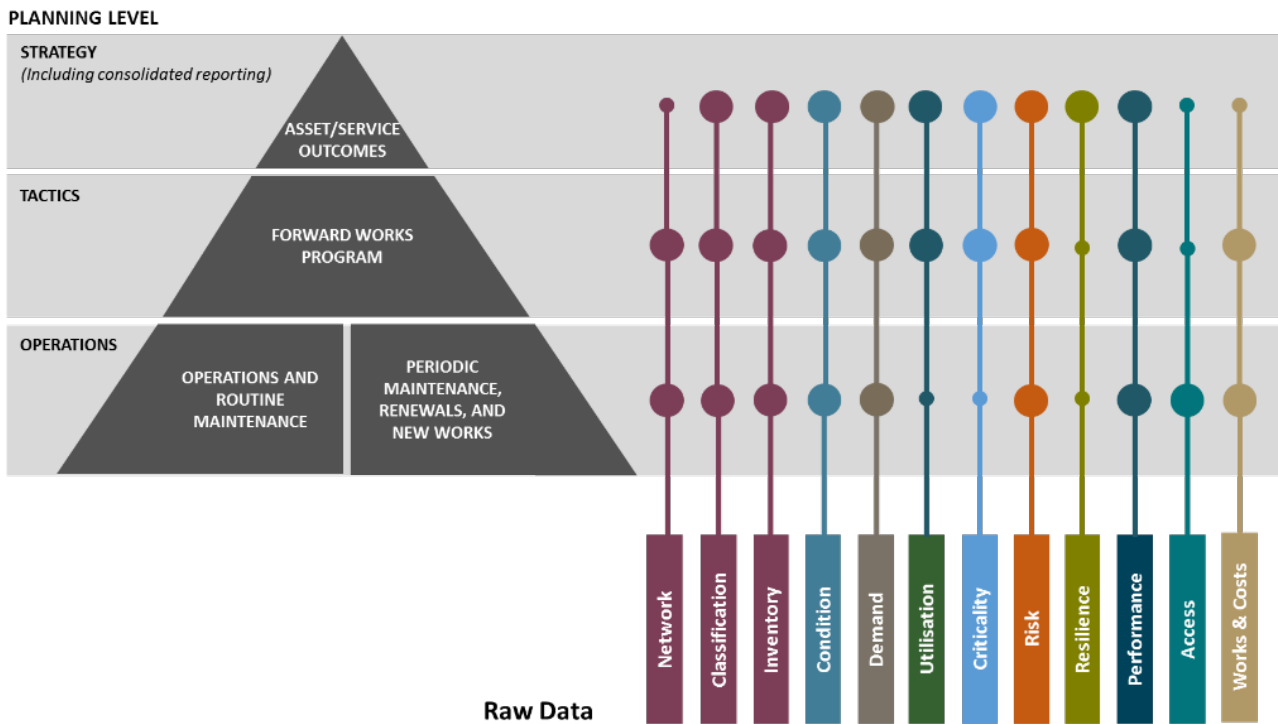 PLANNING LEVEL
STRATEGY
(Including consolidated reporting)
ASSET/SERVICE
OUTCOMES
TACTICS
FORWARD WORKS
PROGRAM
OPERATIONS
OPERATIONS AND
ROUTINE
MAINTENANCE
PERIODIC
MAINTENANCE,
RENEWALS, AND
NEW WORKS
Network
Classification
Inventory
Condition
Demand
Utilisation
Criticality
Risk
Resilience
Performance
Access
Works & Costs
Raw Data